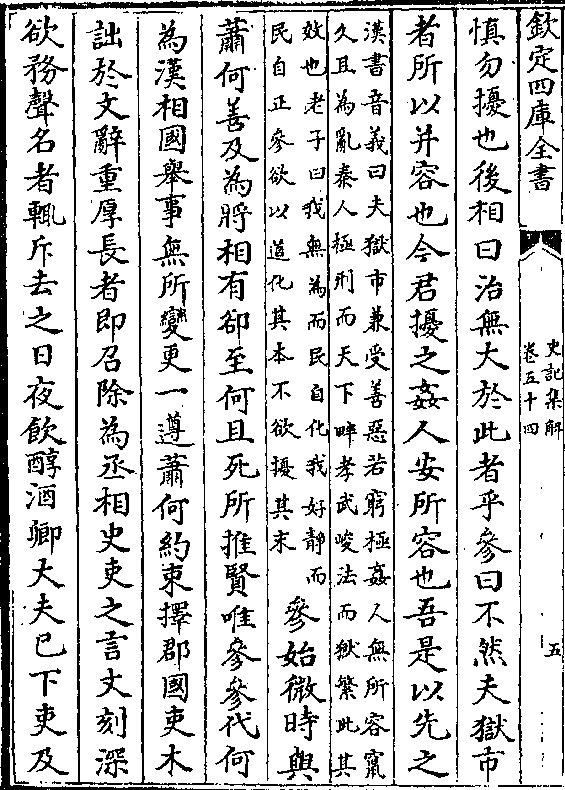 欽定四庫全書
史記集解
卷五十四
五
慎勿擾也後相曰治無大於此者乎參曰不然夫獄市
者所以并容也今君擾之姦人安所容也吾是以先之
漢書音義曰夫獄市兼受善惡若窮極姦人無所容竄
久且為亂秦人極刑而天下畔孝武峻法而獄繁此其
效也老子曰我無為而民自化我好靜而
民自正參欲以道化其本不欲擾其末
參始微時與
蕭何善及為將相有郤至何且死所推賢唯參參代何
為漢相國舉事無所變更一遵蕭何約束擇郡國吏木
詘於文辭重厚長者即召除為丞相史吏之言文刻深
欲務聲名者輒斥去之日夜飲醇酒卿大夫已下吏及